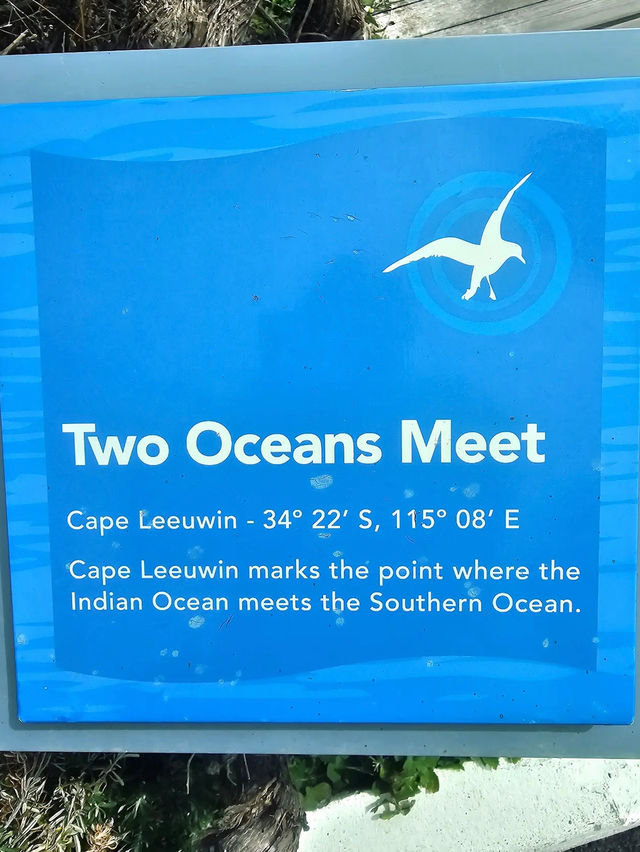 Two Oceans Meet
Cape Leeuwin - 34° 22′ S, 115° 08′ E
Cape Leeuwin marks the point where the
Indian Ocean meets the Southern Ocean.